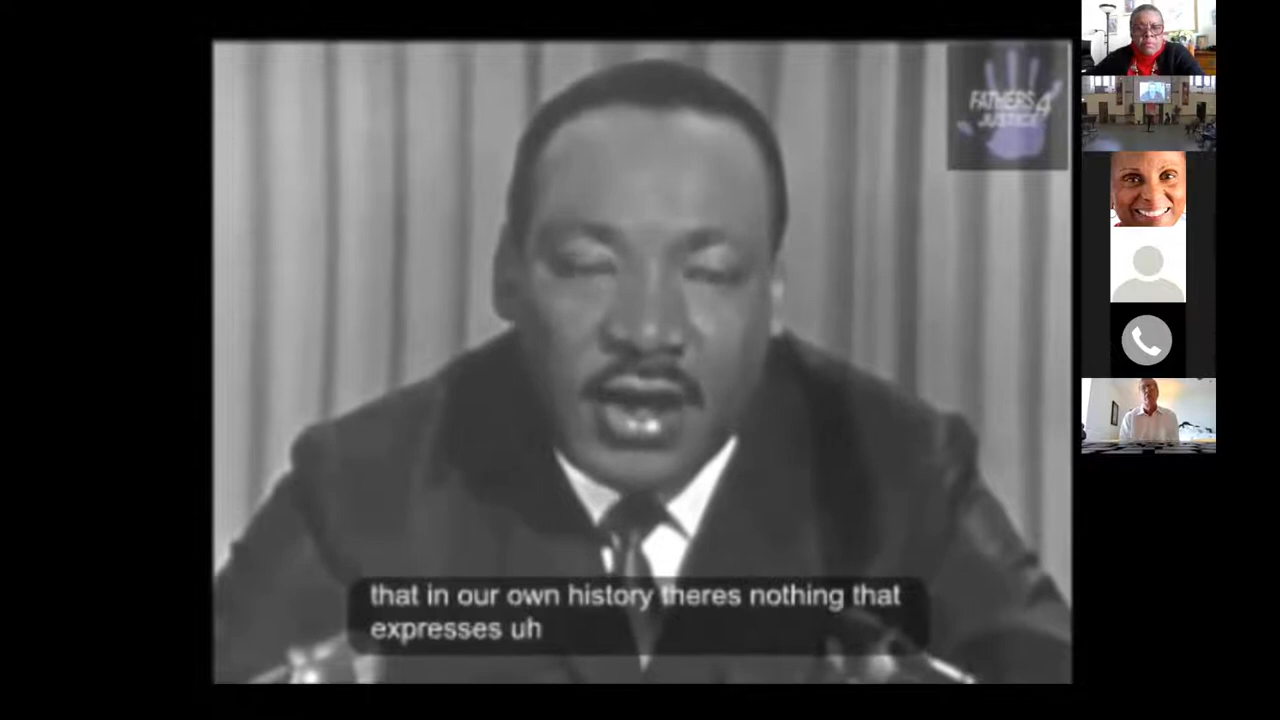 FATHERS 4
JUSTICE
that in our own history theres nothing that
expresses uh